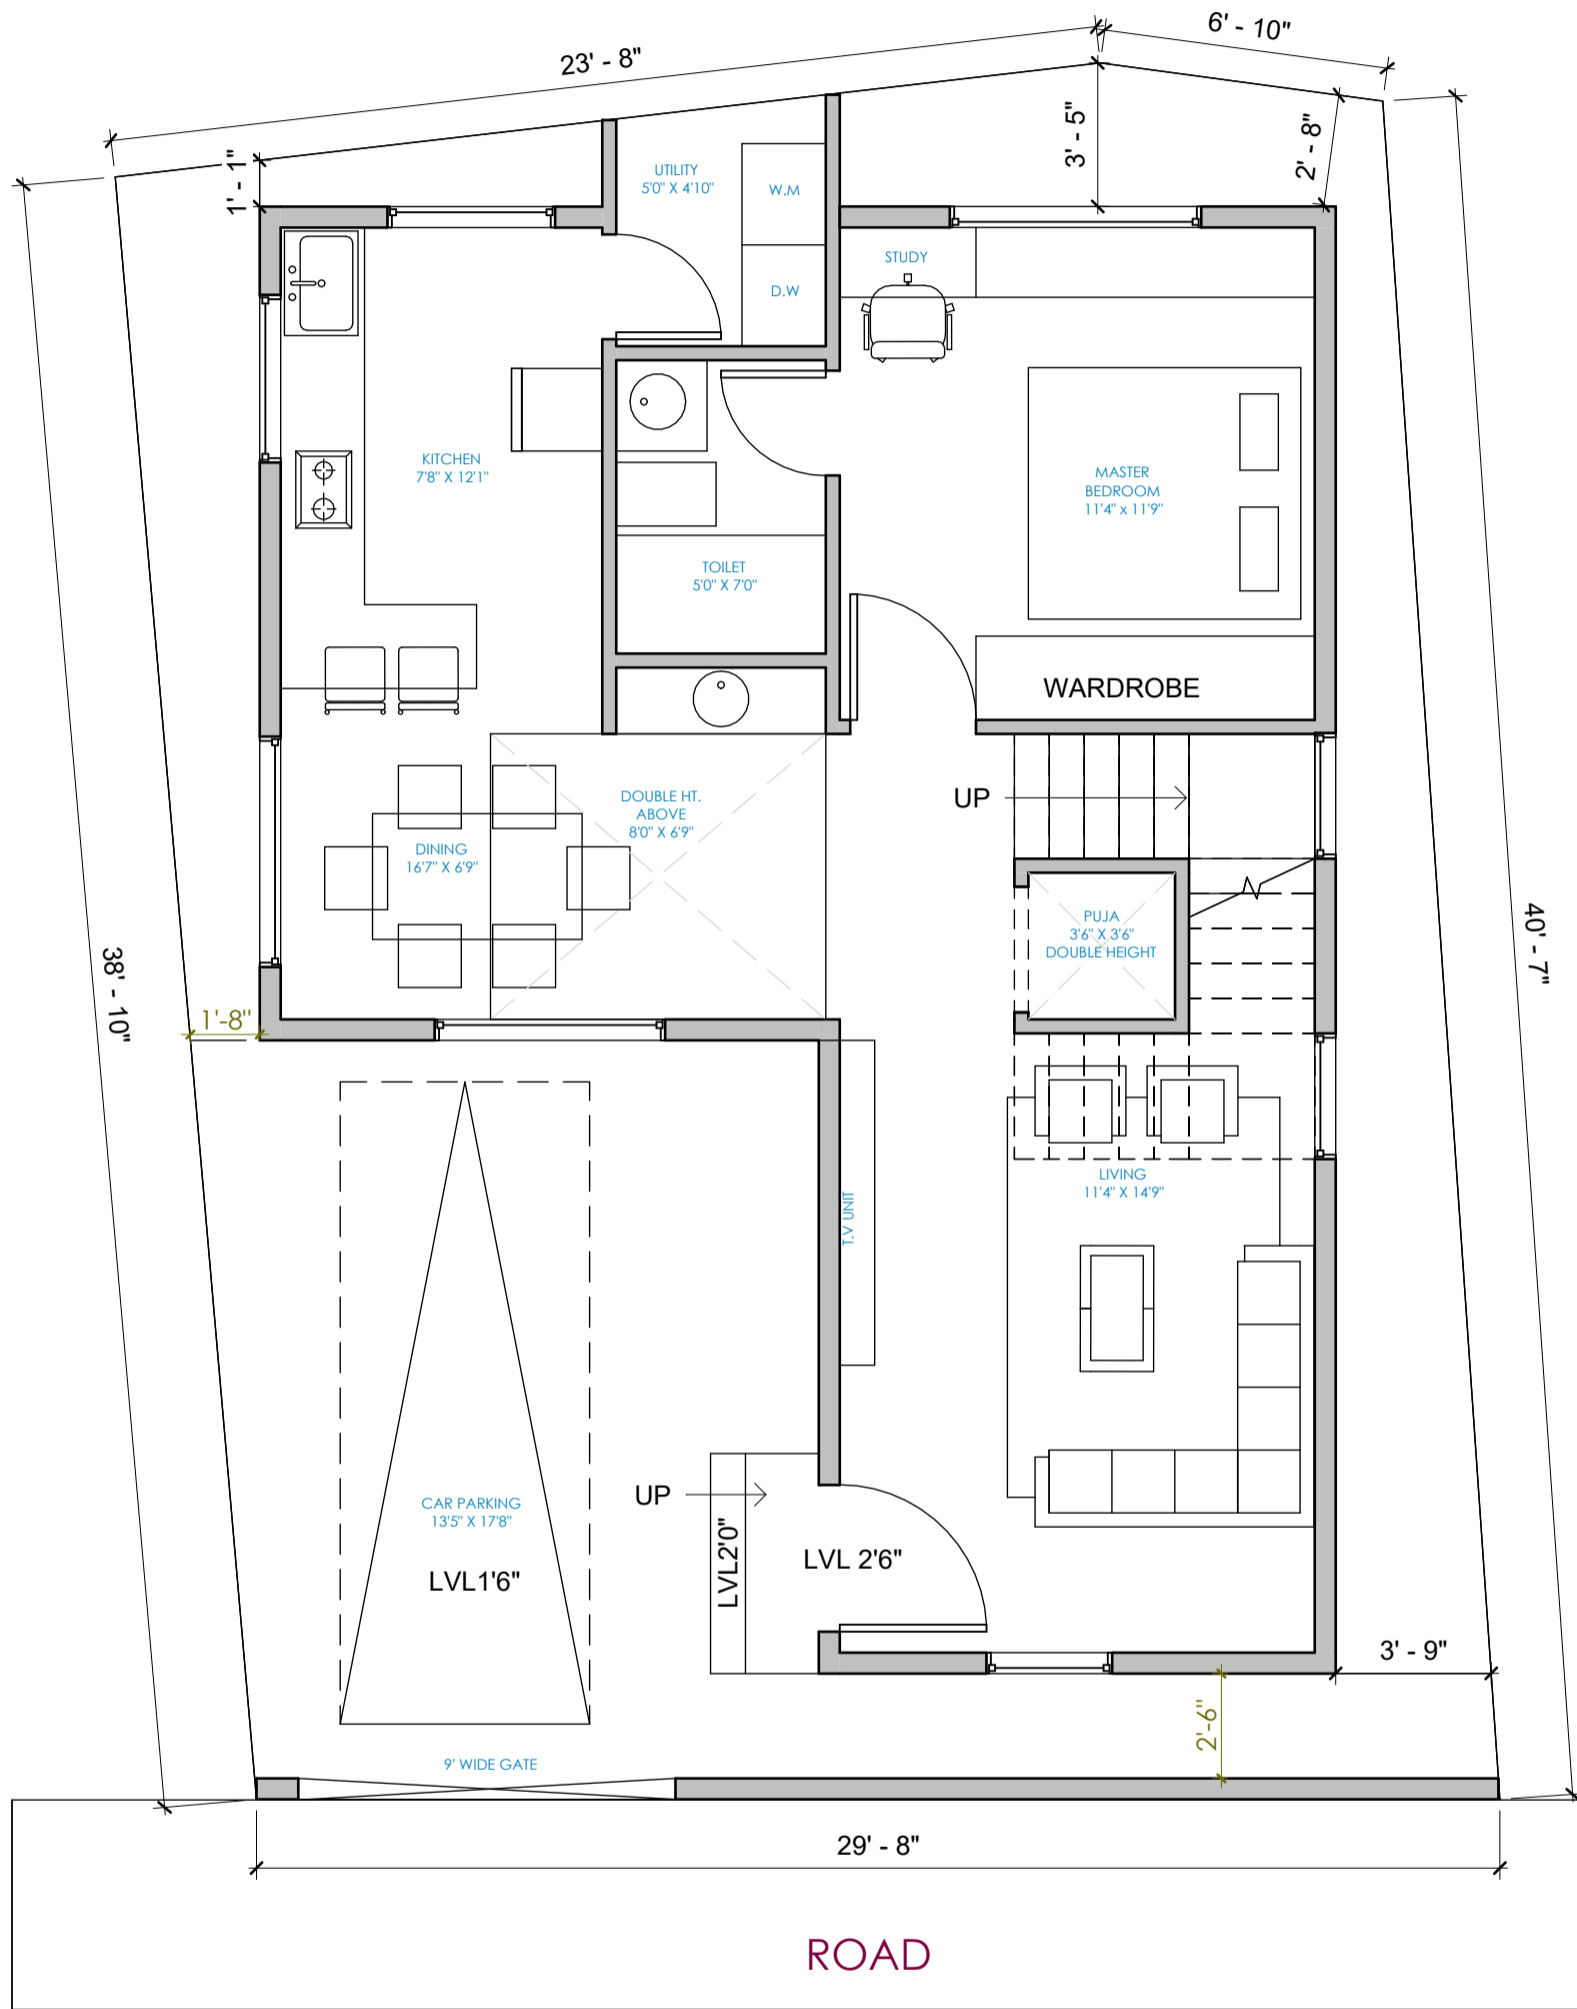 23' - 8"
6' - 10"
1' - 1"
3' - 5"
2' - 8"
UTILITY
5'0" X 4'10"
W.M
D.W
STUDY
KITCHEN
7'8" X 12'1"
MASTER
BEDROOM
11'4" x 11'9"
TOILET
5'0" X 7'0"
WARDROBE
UP
DOUBLE HT.
ABOVE
8'0" X 6'9"
DINING
16'7" X 6'9"
PUJA
3'6" X 3'6"
DOUBLE HEIGHT
38' - 10"
40' - 7"
1'-8"
LIVING
11'4" X 14'9"
T.V UNIT
CAR PARKING
13'5" X 17'8"
LVL1'6"
UP
LVL2'0"
LVL 2'6"
3' - 9"
2'-6"
9' WIDE GATE
29' - 8"
ROAD